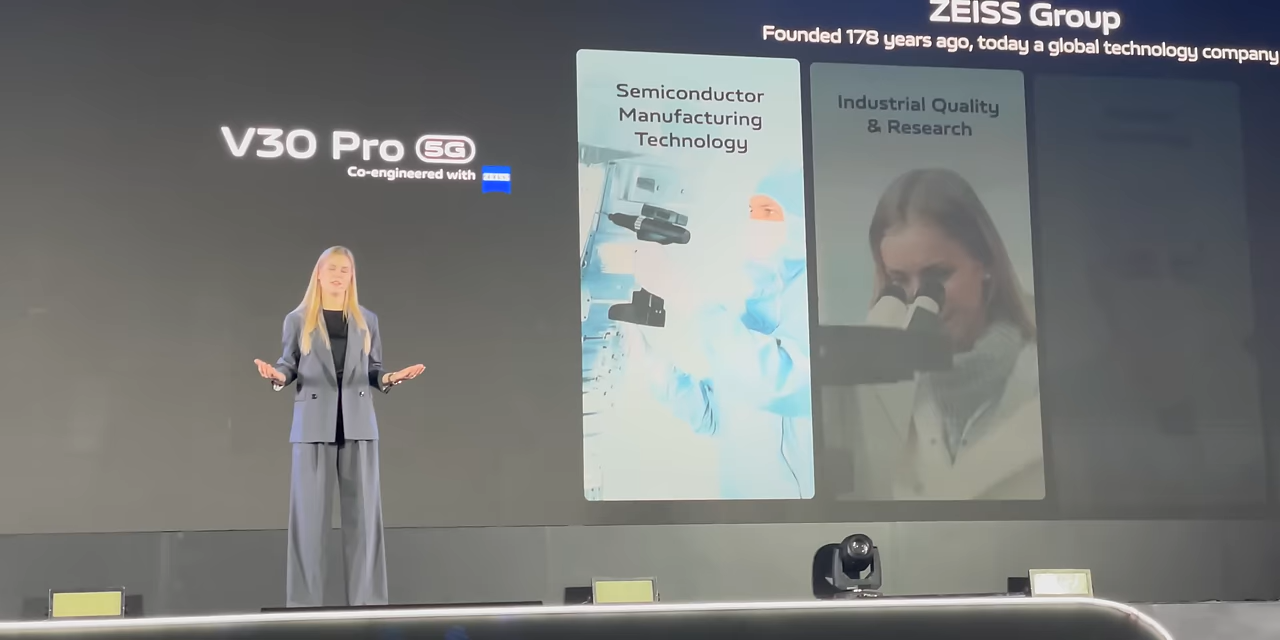 ZEISS Group
Founded 178 years ago, today a global technology company
Semiconductor
Manufacturing
Technology
Industrial Quality
& Research
V30 Pro 5G
Co-engineered with
ZEISS